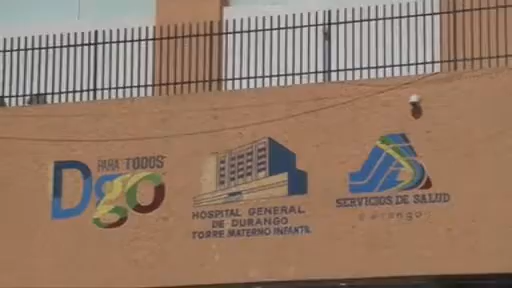 PARA TODOS
Dgo
HOSPITAL GENERAL
DE DURANGO
TORRE MATERNO INFANTIL
SERVICIOS DE SALUD
Durango